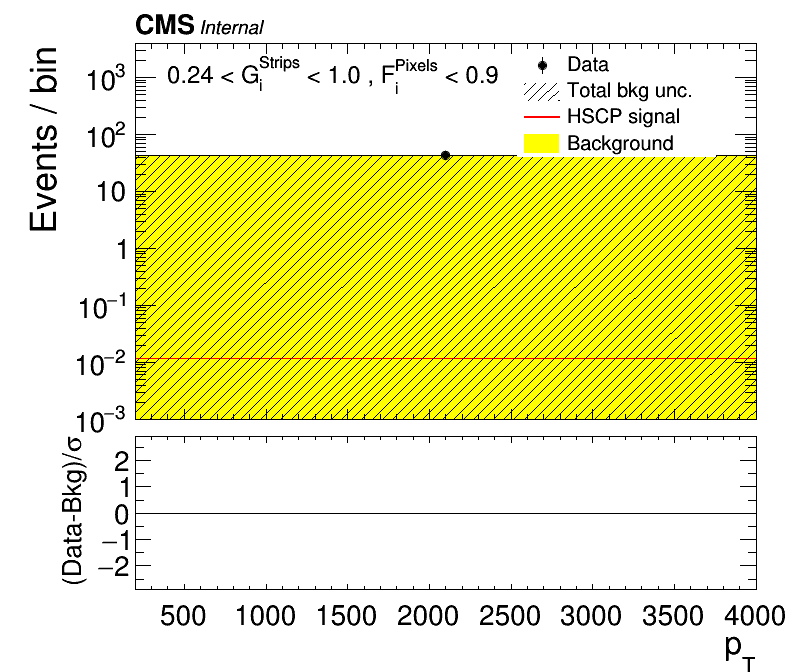 CMS Internal
0.24 < G_i^Strips < 1.0 , F_i^Pixels < 0.9
Data
Total bkg unc.
HSCP signal
Background
Events / bin
10^3
10^2
10
1
10^−1
10^−2
10^−3
(Data-Bkg)/σ
2
1
0
−1
−2
500 1000 1500 2000 2500 3000 3500 4000
p_T